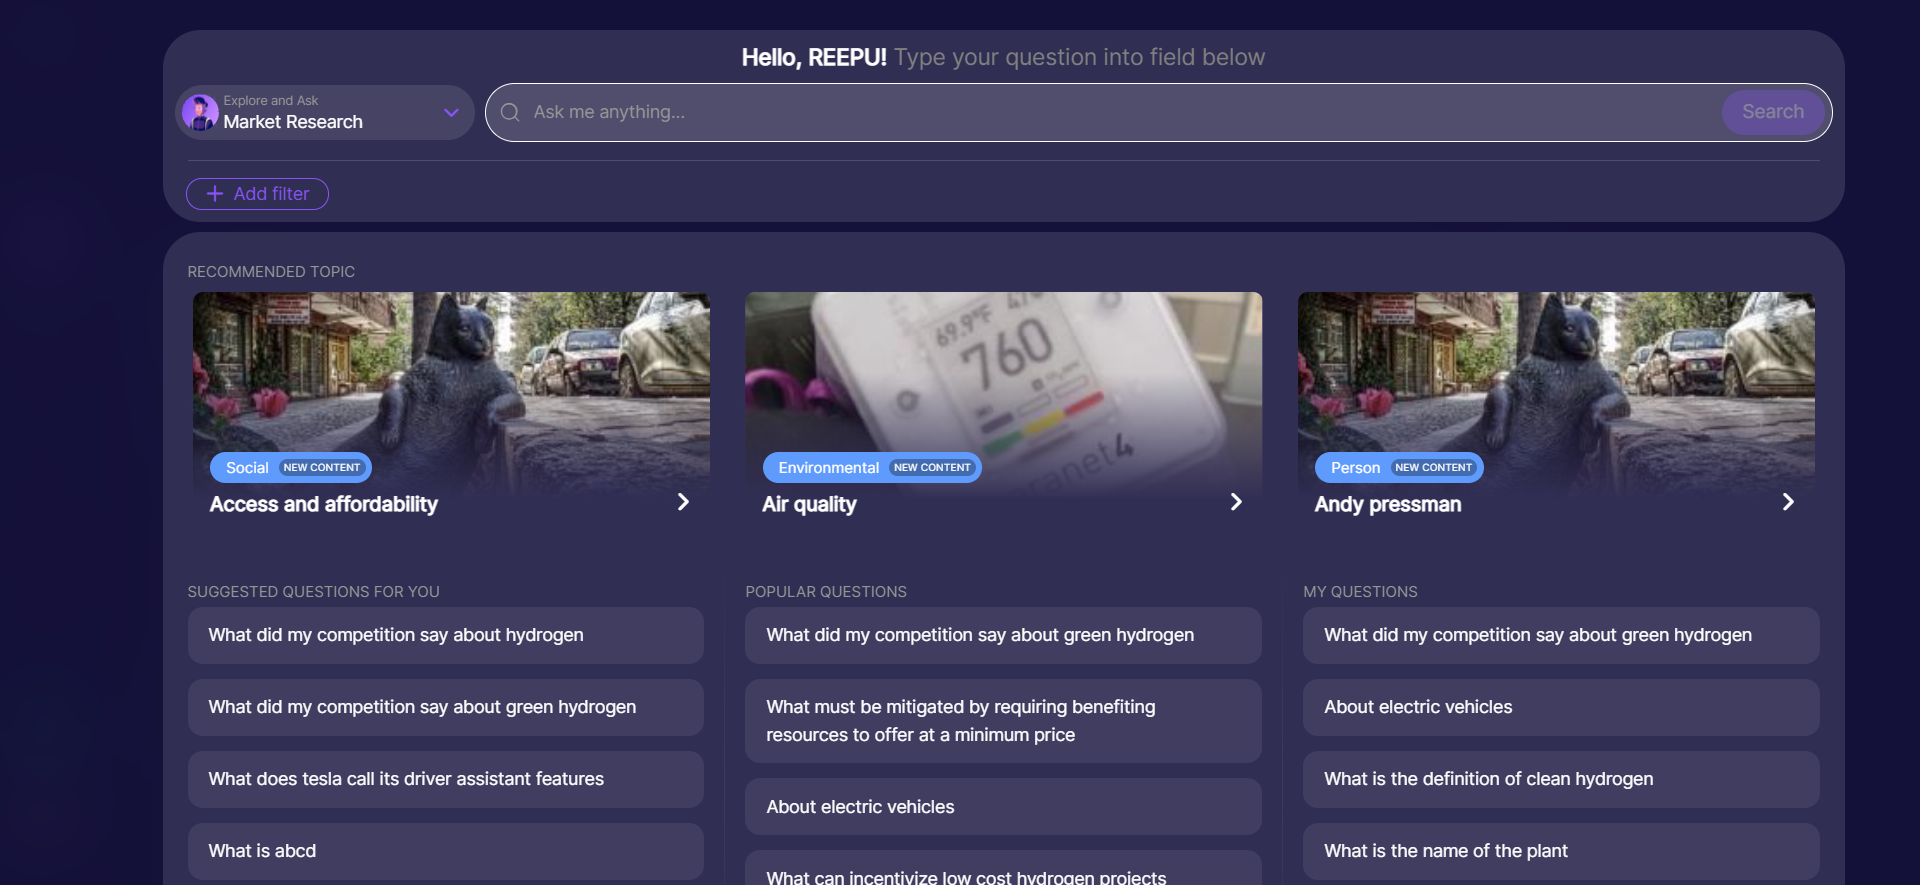 Hello, REEPU! Type your question into field below
Explore and Ask
Market Research
Ask me anything...
Search
Add filter
RECOMMENDED TOPIC
Social NEW CONTENT
Access and affordability
69.9°F
760
anet4
Environmental NEW CONTENT
Air quality
Person NEW CONTENT
Andy pressman
SUGGESTED QUESTIONS FOR YOU
What did my competition say about hydrogen
What did my competition say about green hydrogen
What does tesla call its driver assistant features
What is abcd
POPULAR QUESTIONS
What did my competition say about green hydrogen
What must be mitigated by requiring benefiting
resources to offer at a minimum price
About electric vehicles
What can incentivize low cost hydrogen projects
MY QUESTIONS
What did my competition say about green hydrogen
About electric vehicles
What is the definition of clean hydrogen
What is the name of the plant